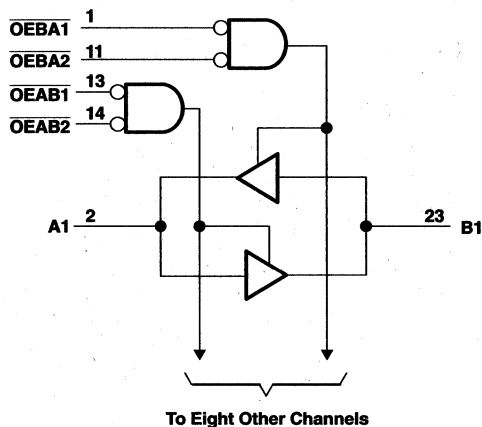 OEBA1 1
OEBA2 11
OEAB1 13
OEAB2 14
A1 2
23 B1
To Eight Other Channels